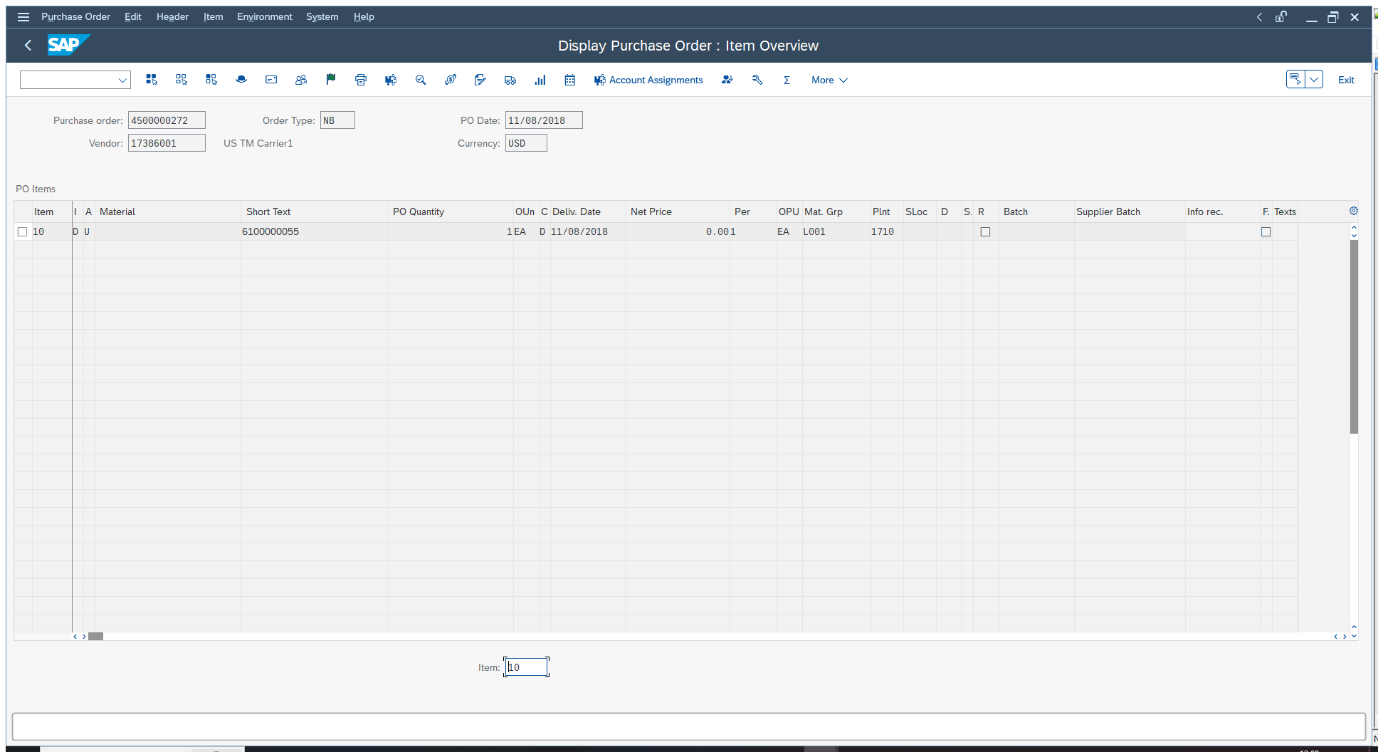 Purchase Order Edit Header Item Environment System Help
SAP Display Purchase Order : Item Overview
Account Assignments More Exit
Purchase order: 4500000272 Order Type: NB PO Date: 11/08/2018
Vendor: 17386001 US TM Carrier1 Currency: USD
PO Items
Item I A Material Short Text PO Quantity OUn C Deliv. Date Net Price Per OPU Mat. Grp Plnt SLoc D S. R Batch Supplier Batch Info rec. F. Texts
10 D U 6100000055 1 EA D 11/08/2018 0.00 1 EA L001 1710
Item: 10